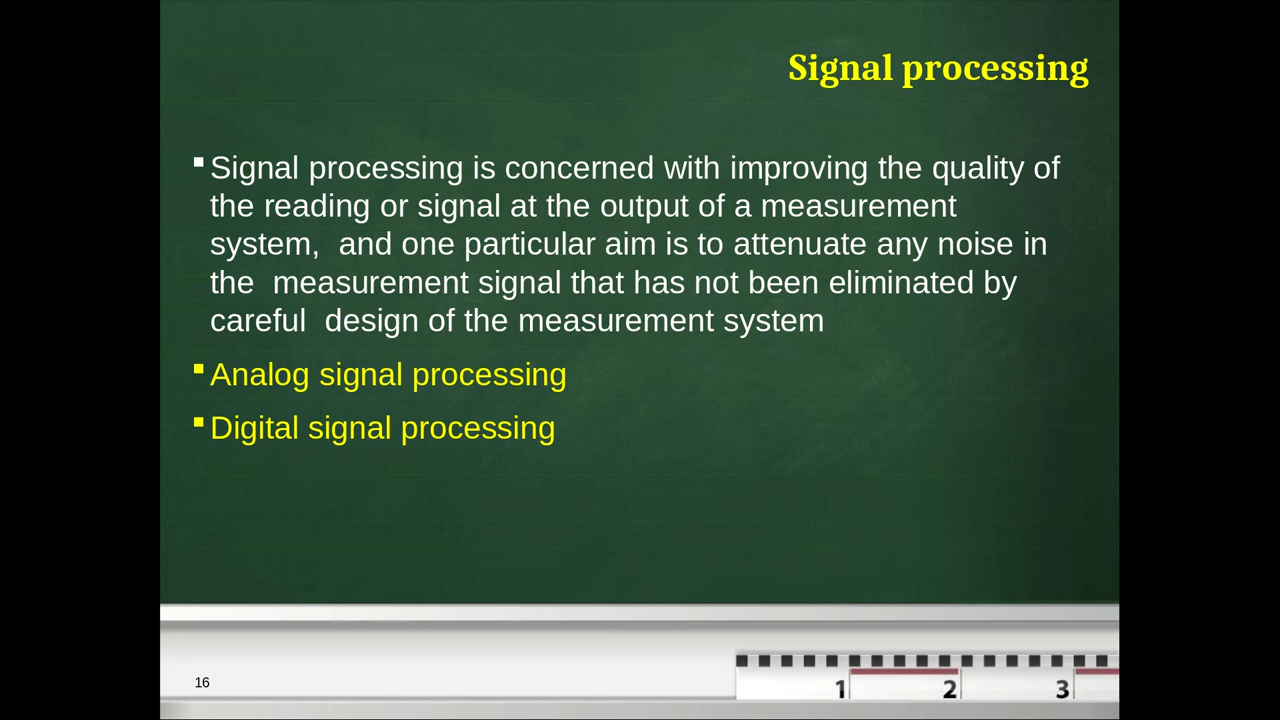 Signal processing
Signal processing is concerned with improving the quality of
the reading or signal at the output of a measurement
system,  and one particular aim is to attenuate any noise in
the  measurement signal that has not been eliminated by
careful  design of the measurement system
Analog signal processing
Digital signal processing
16
1 2 3